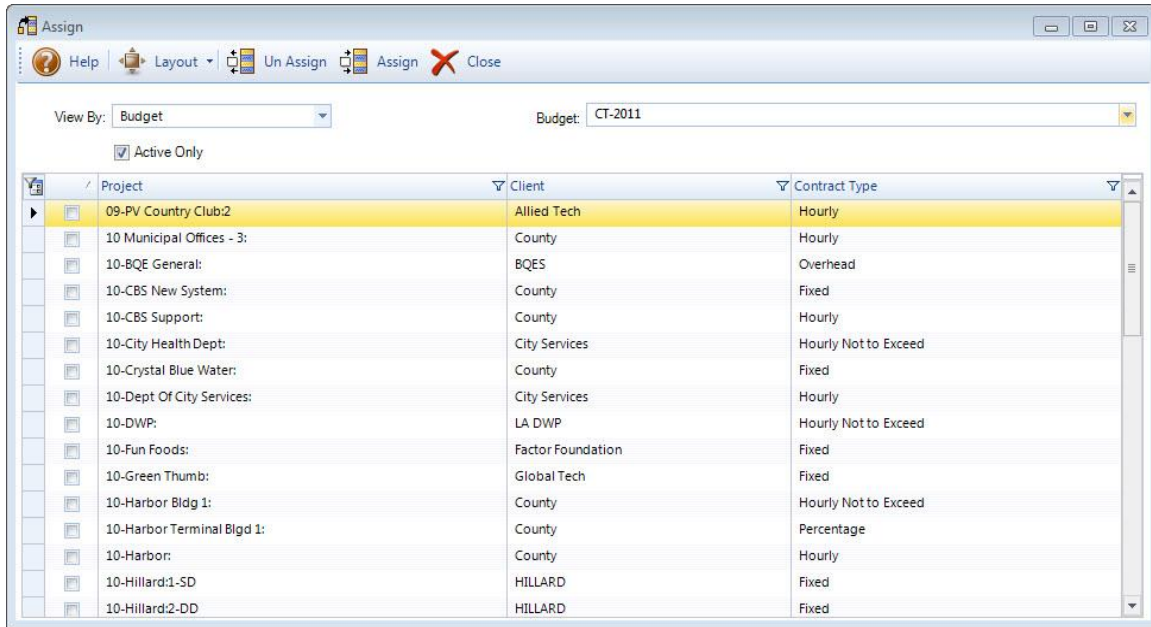 Assign
Help Layout Un Assign Assign Close
View By: Budget Budget: CT-2011
Active Only
Project Client Contract Type
09-PV Country Club:2 Allied Tech Hourly
10 Municipal Offices - 3: County Hourly
10-BQE General: BQES Overhead
10-CBS New System: County Fixed
10-CBS Support: County Hourly
10-City Health Dept: City Services Hourly Not to Exceed
10-Crystal Blue Water: County Fixed
10-Dept Of City Services: City Services Hourly
10-DWP: LA DWP Hourly Not to Exceed
10-Fun Foods: Factor Foundation Fixed
10-Green Thumb: Global Tech Fixed
10-Harbor Bldg 1: County Hourly Not to Exceed
10-Harbor Terminal Blgd 1: County Percentage
10-Harbor: County Hourly
10-Hillard:1-SD HILLARD Fixed
10-Hillard:2-DD HILLARD Fixed